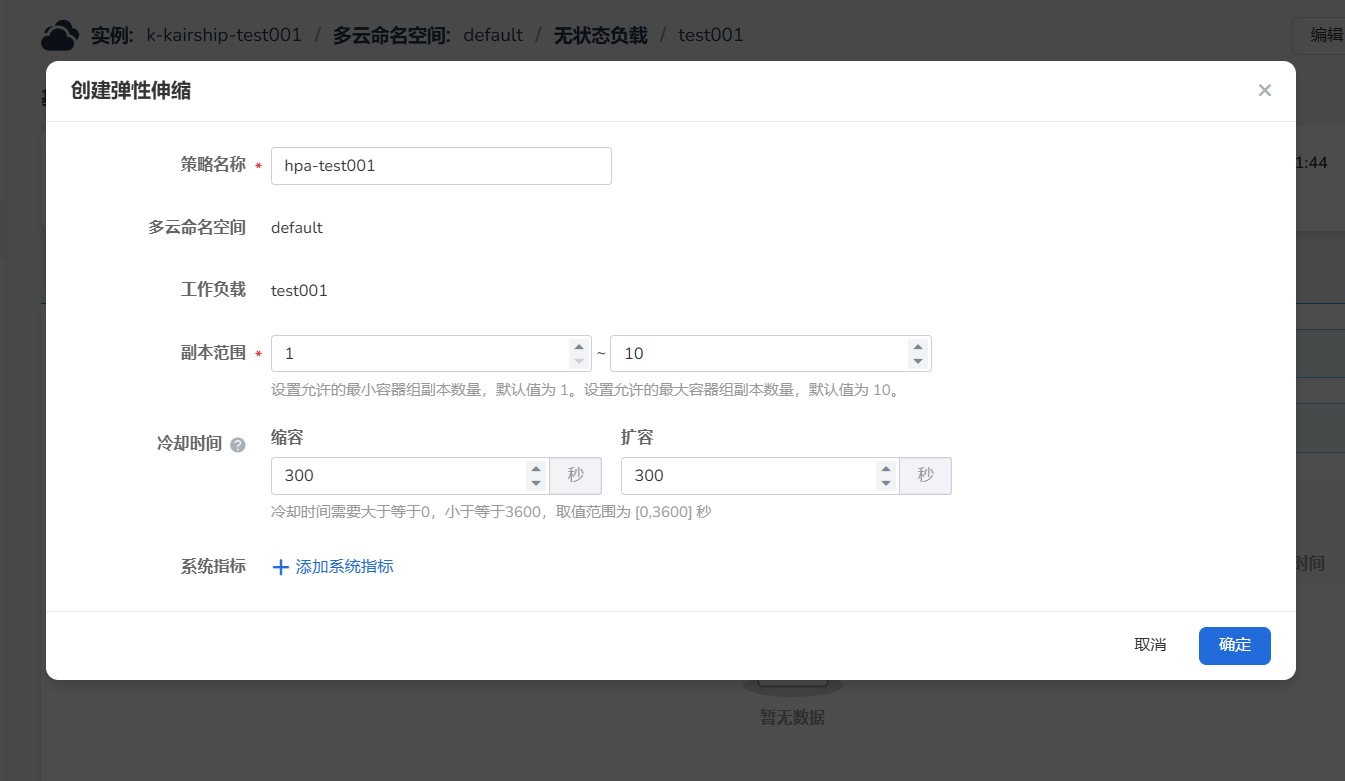 实例: k-kairship-test001 / 多云命名空间: default / 无状态负载 / test001
编辑
创建弹性伸缩
1:44
策略名称 * hpa-test001
多云命名空间 default
工作负载 test001
副本范围 * 1 ~ 10
设置允许的最小容器组副本数量，默认值为 1。设置允许的最大容器组副本数量，默认值为 10。
缩容 扩容
冷却时间 ?
300 秒 300 秒
冷却时间需要大于等于0，小于等于3600，取值范围为 [0,3600] 秒
时间
系统指标 + 添加系统指标
取消 确定
暂无数据